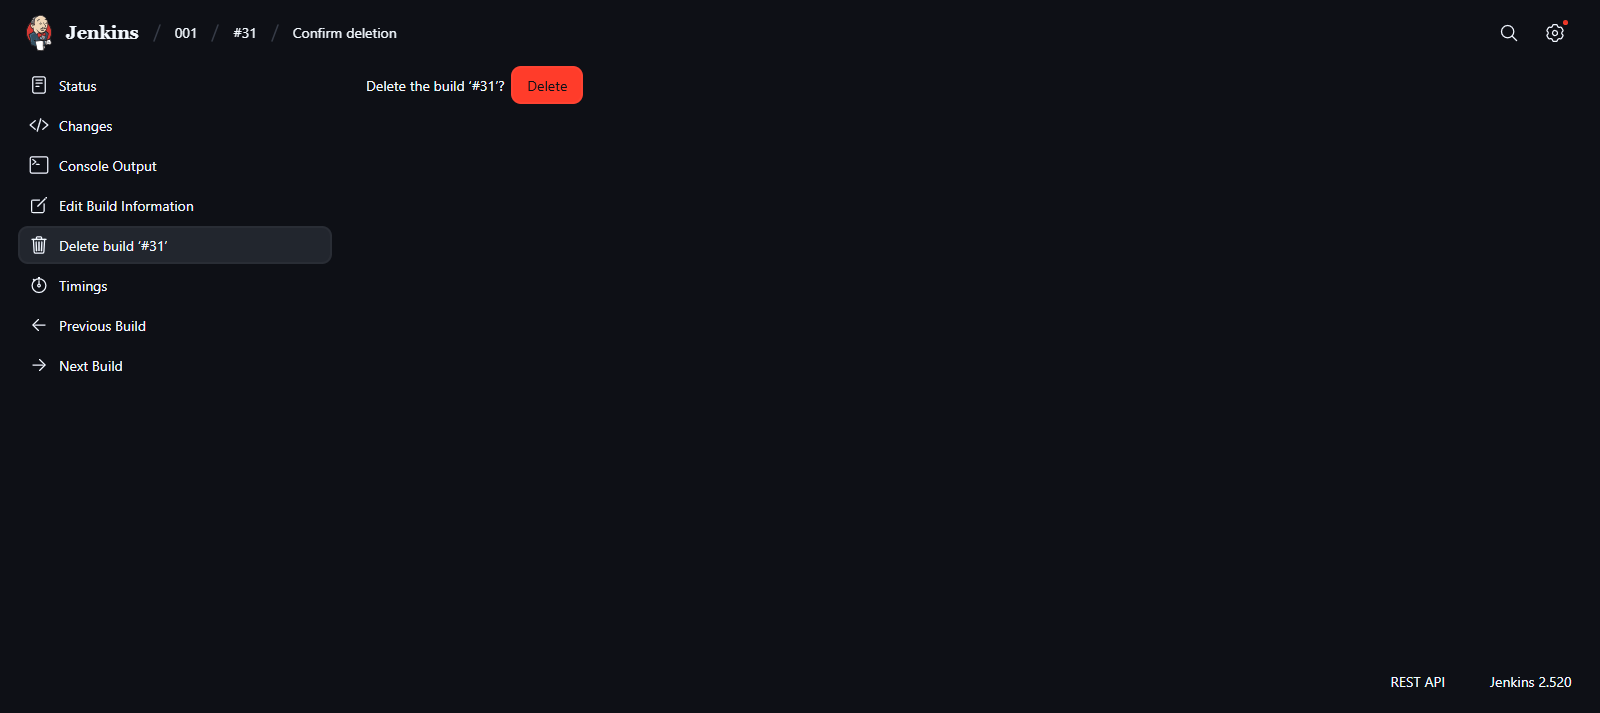 Jenkins / 001 / #31 / Confirm deletion
Status
Changes
Console Output
Edit Build Information
Delete build ‘#31’
Timings
Previous Build
Next Build
Delete the build ‘#31’? Delete
REST API Jenkins 2.520